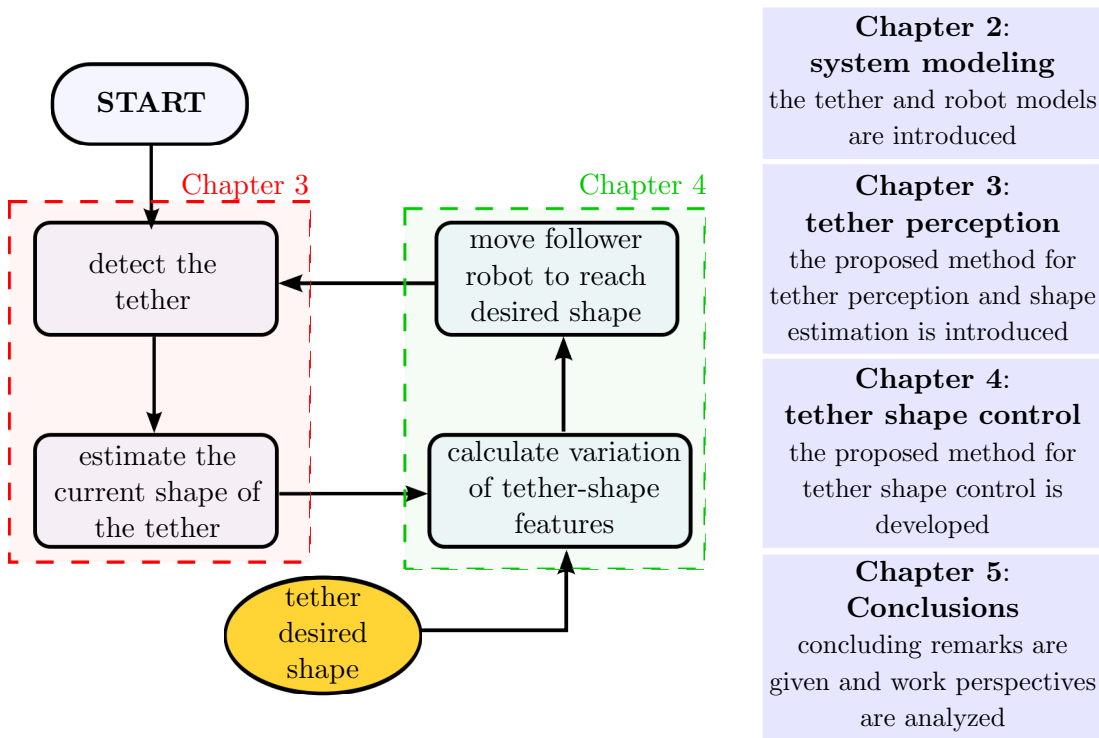 START
Chapter 3
detect the
tether
estimate the
current shape of
the tether
Chapter 4
move follower
robot to reach
desired shape
calculate variation
of tether-shape
features
tether
desired
shape
Chapter 2:
system modeling
the tether and robot models
are introduced
Chapter 3:
tether perception
the proposed method for
tether perception and shape
estimation is introduced
Chapter 4:
tether shape control
the proposed method for
tether shape control is
developed
Chapter 5:
Conclusions
concluding remarks are
given and work perspectives
are analyzed